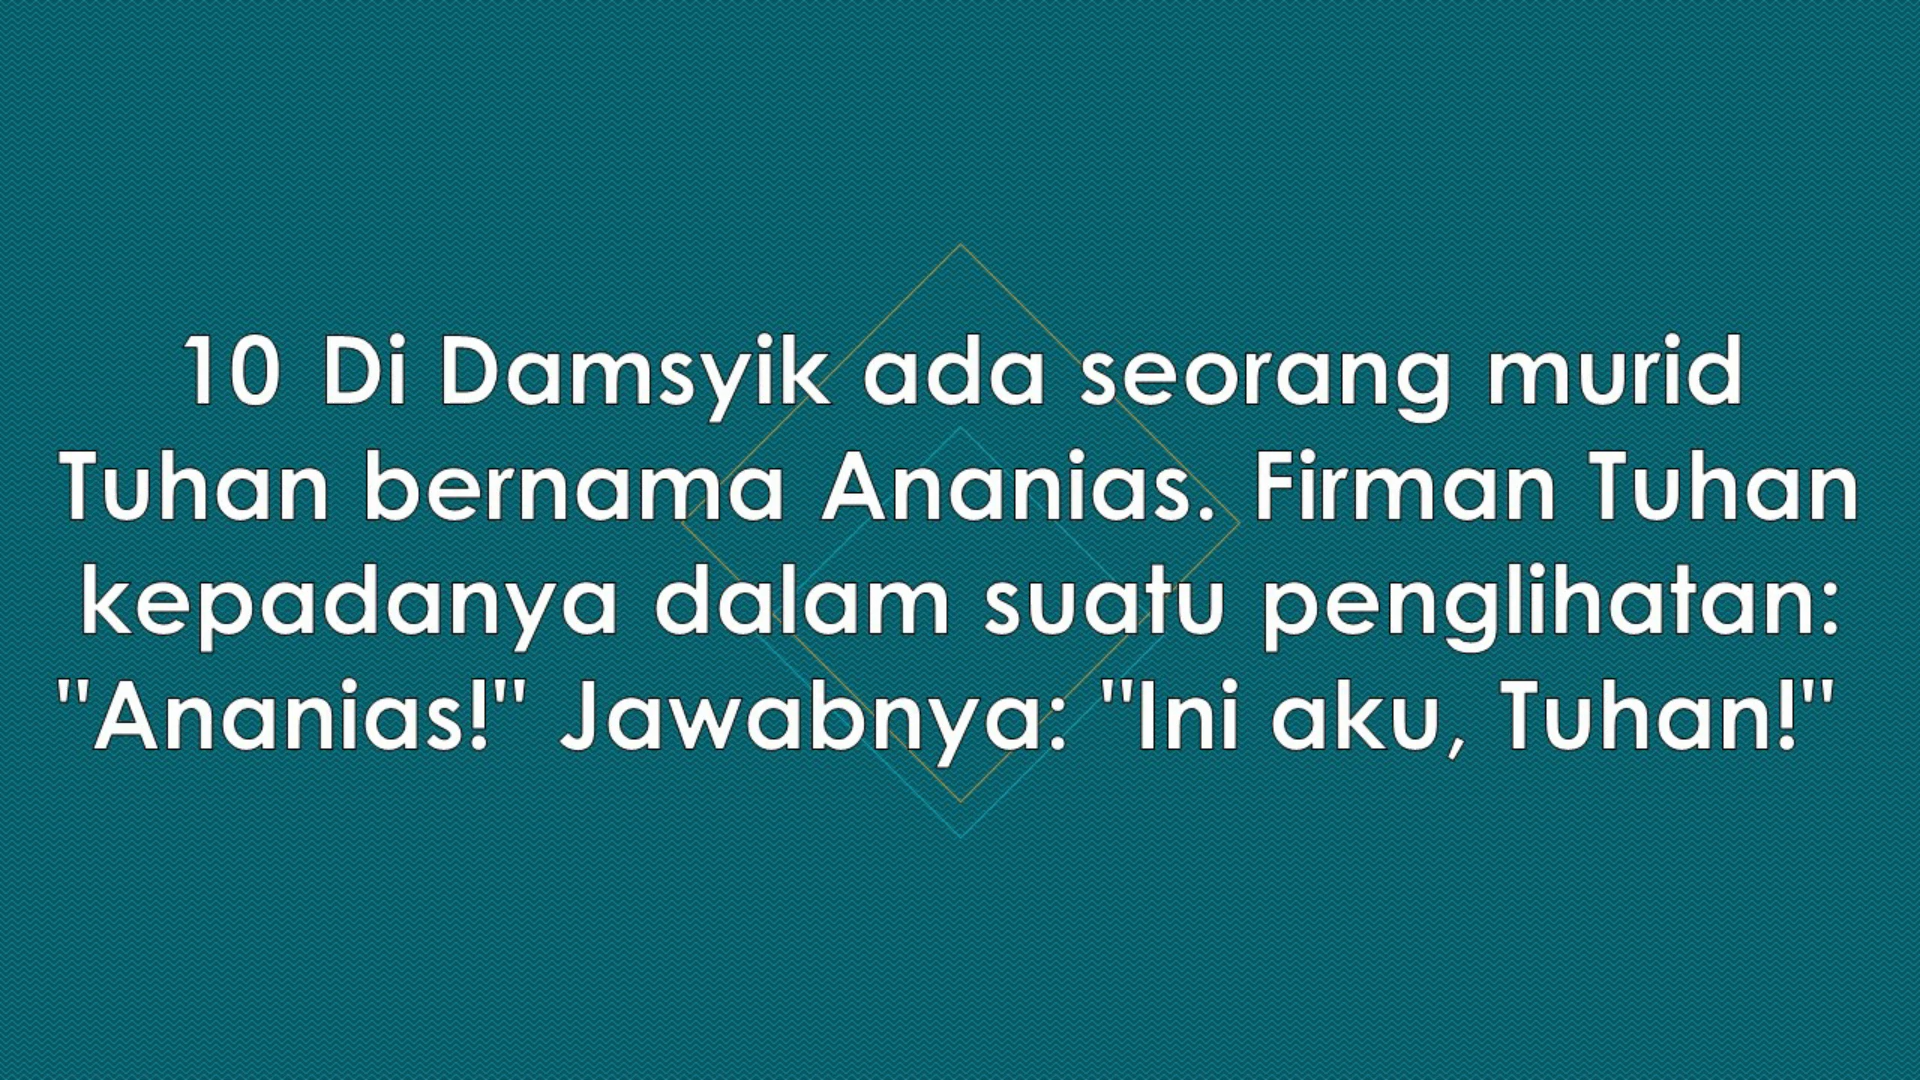 10 Di Damsyik ada seorang murid
Tuhan bernama Ananias. Firman Tuhan
kepadanya dalam suatu penglihatan:
"Ananias!" Jawabnya: "Ini aku, Tuhan!"